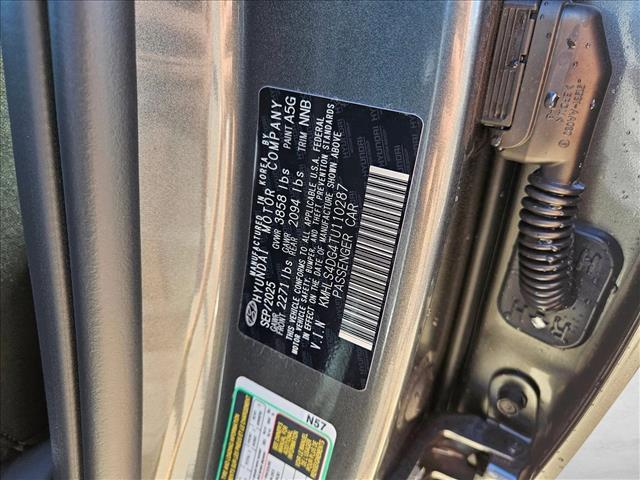 MANUFACTURED IN KOREA BY
HYUNDAI MOTOR COMPANY
SEP/2025 GVWR 3858 lbs PAINT A5G
GAWR FRONT 2271 lbs GAWR REAR 2094 lbs TRIM NNB
THIS VEHICLE CONFORMS TO ALL APPLICABLE U.S.A. FEDERAL
MOTOR VEHICLE SAFETY, BUMPER, AND THEFT PREVENTION STANDARDS
IN EFFECT ON THE DATE OF MANUFACTURE SHOWN ABOVE
V.I.N KMHLS4DG4TU110287
PASSENGER CAR
HYUNDAI
N57